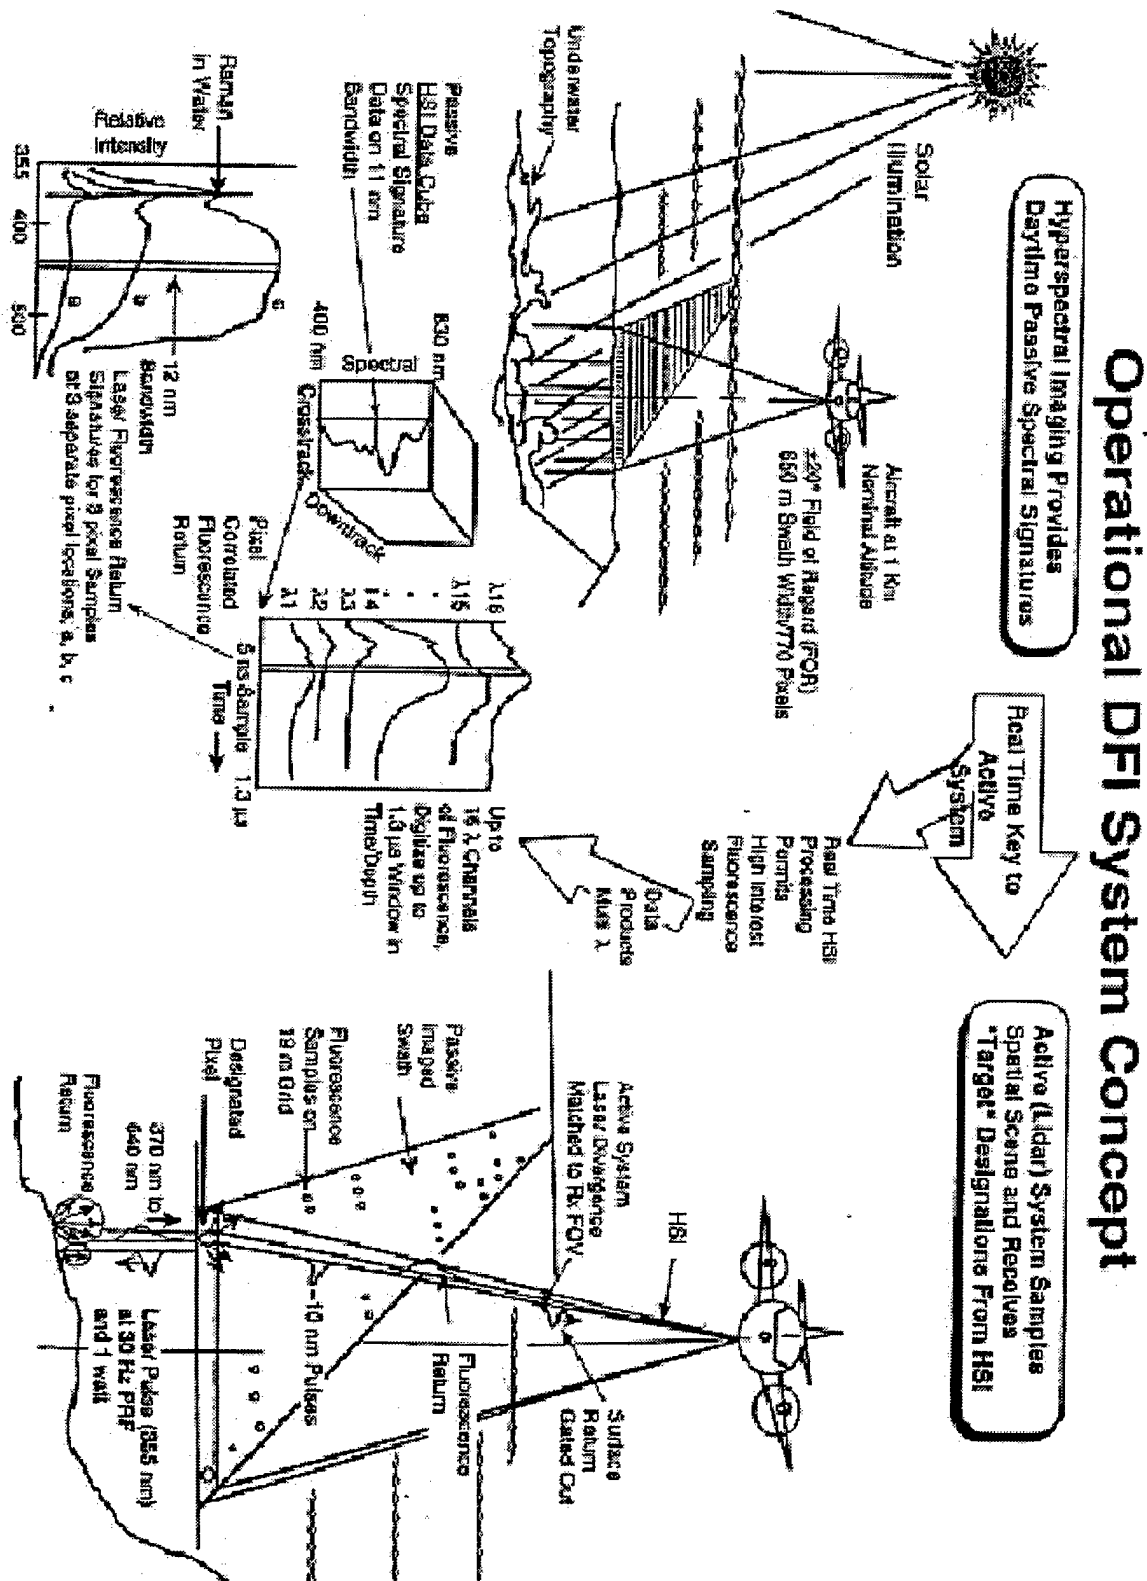 Operational DFI System Concept
Hyperspectral Imaging Provides
Daytime Passive Spectral Signatures
Real Time Key to
Active
System
Active (Lidar) System Samples
Spatial Scene and Receives
"Target" Designations From HSI
Solar
Illumination
Aircraft at 1 Km
Nominal Altitude
±20° Field of Regard (FOR)
650 m Swath Width/770 Pixels
Real Time HSI
Processing
Permits
High Interest
Fluorescence
Sampling
Data
Products
Multi λ
Underwater
Topography
Passive
HSI Data Cube
Spectral Signature
Data on 11 nm
Bandwidth
830 nm
Spectral
400 nm
Crosstrack
Downtrack
Up to
16 λ Channels
of Fluorescence,
Digitize up to
1.3 µs Window in
Time/Depth
λ16
λ15
λ4
λ3
λ2
λ1
5 ns Sample
1.3 µs
Time
Pixel
Correlated
Fluorescence
Return
Raman
in Water
Relative
Intensity
355
400
500
a
b
c
12 nm
Bandwidth
Laser Fluorescence Return
Signatures for 3 pixel Samples
at 3 separate pixel locations, a, b, c
HSI
Active System
Laser Divergence
Matched to Rx FOV
Surface
Return
Gated Out
Passive
Imaged
Swath
Fluorescence
Return
Fluorescence
Samples on
19 m Grid
10 nm Pulses
Designated
Pixel
370 nm to
640 nm
Laser Pulse (355 nm)
at 30 Hz PRF
and 1 watt
Fluorescence
Return